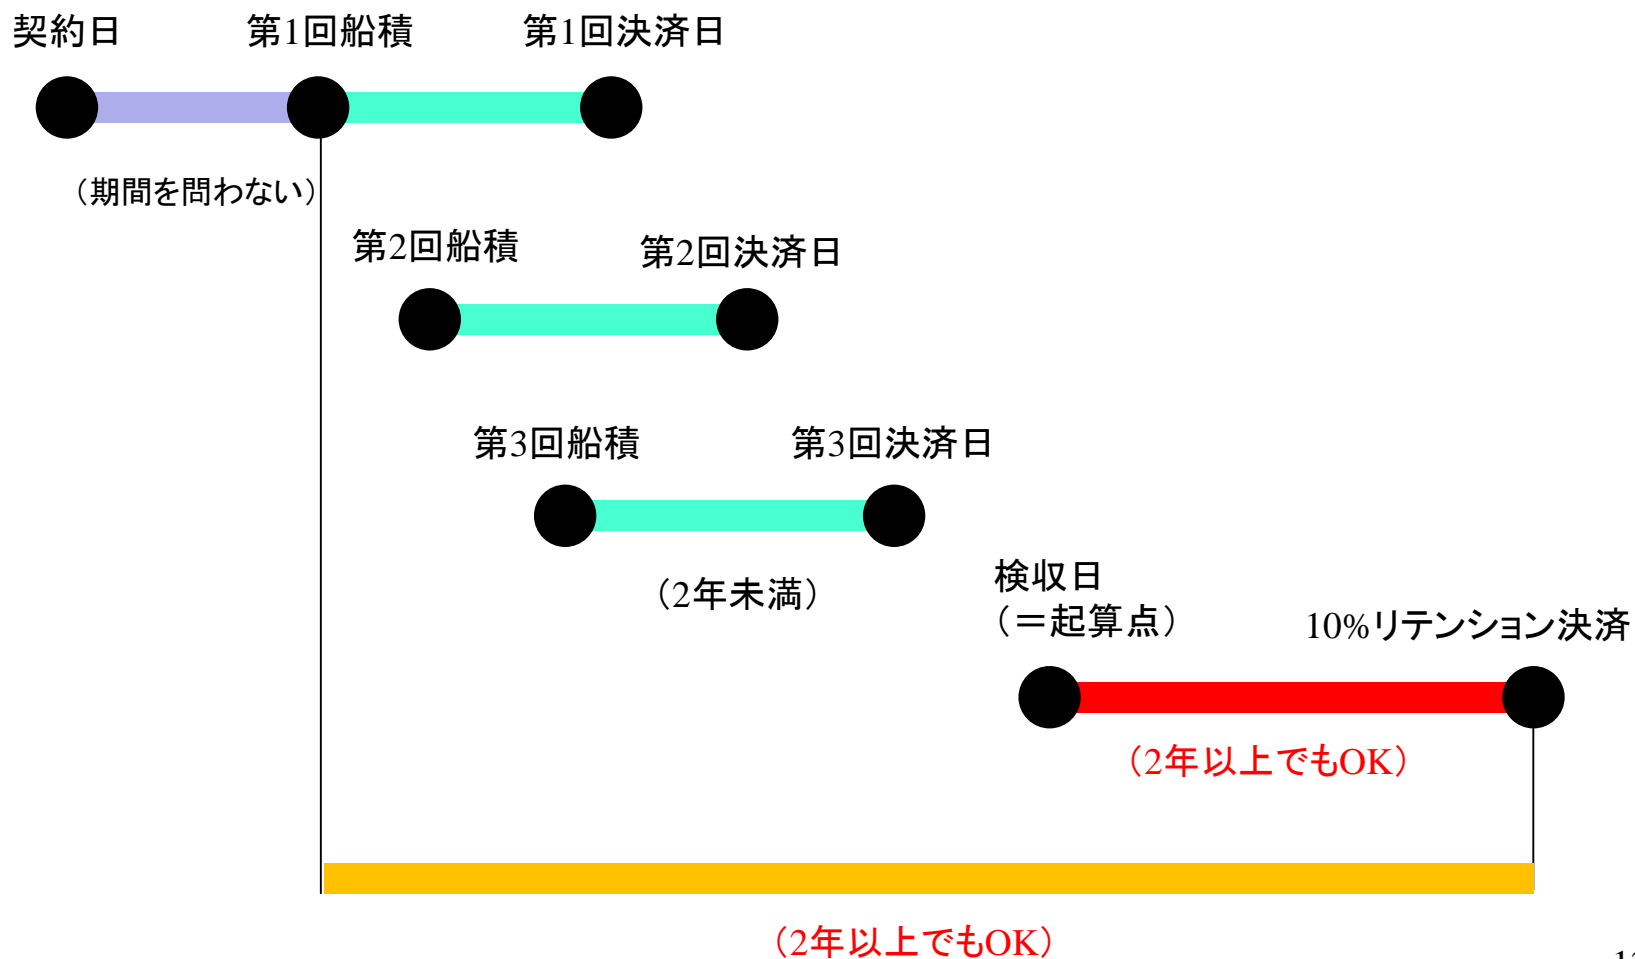 契約日
第1回船積
第1回決済日
（期間を問わない）
第2回船積
第2回決済日
第3回船積
第3回決済日
（2年未満）
検収日
（＝起算点）
10%リテンション決済
（2年以上でもOK）
（2年以上でもOK）